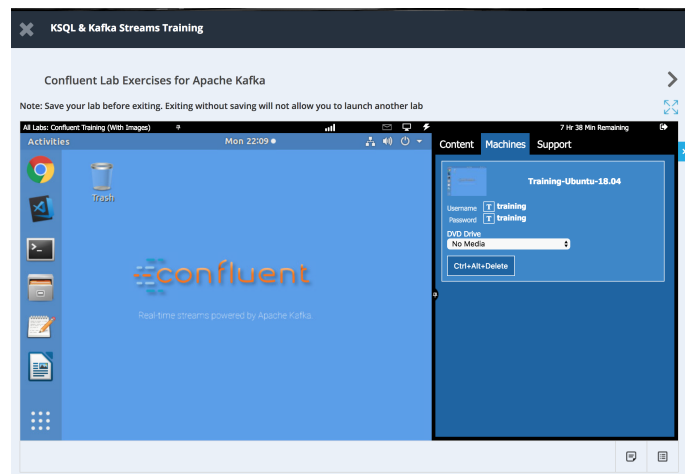 KSQL & Kafka Streams Training
Confluent Lab Exercises for Apache Kafka
Note: Save your lab before exiting. Exiting without saving will not allow you to launch another lab
All Labs: Confluent Training (With Images)
7 Hr 38 Min Remaining
Activities
Mon 22:09
Content Machines Support
Trash
Training-Ubuntu-18.04
Username T training
Password T training
DVD Drive
No Media
Ctrl+Alt+Delete
confluent
Real-time streams powered by Apache Kafka